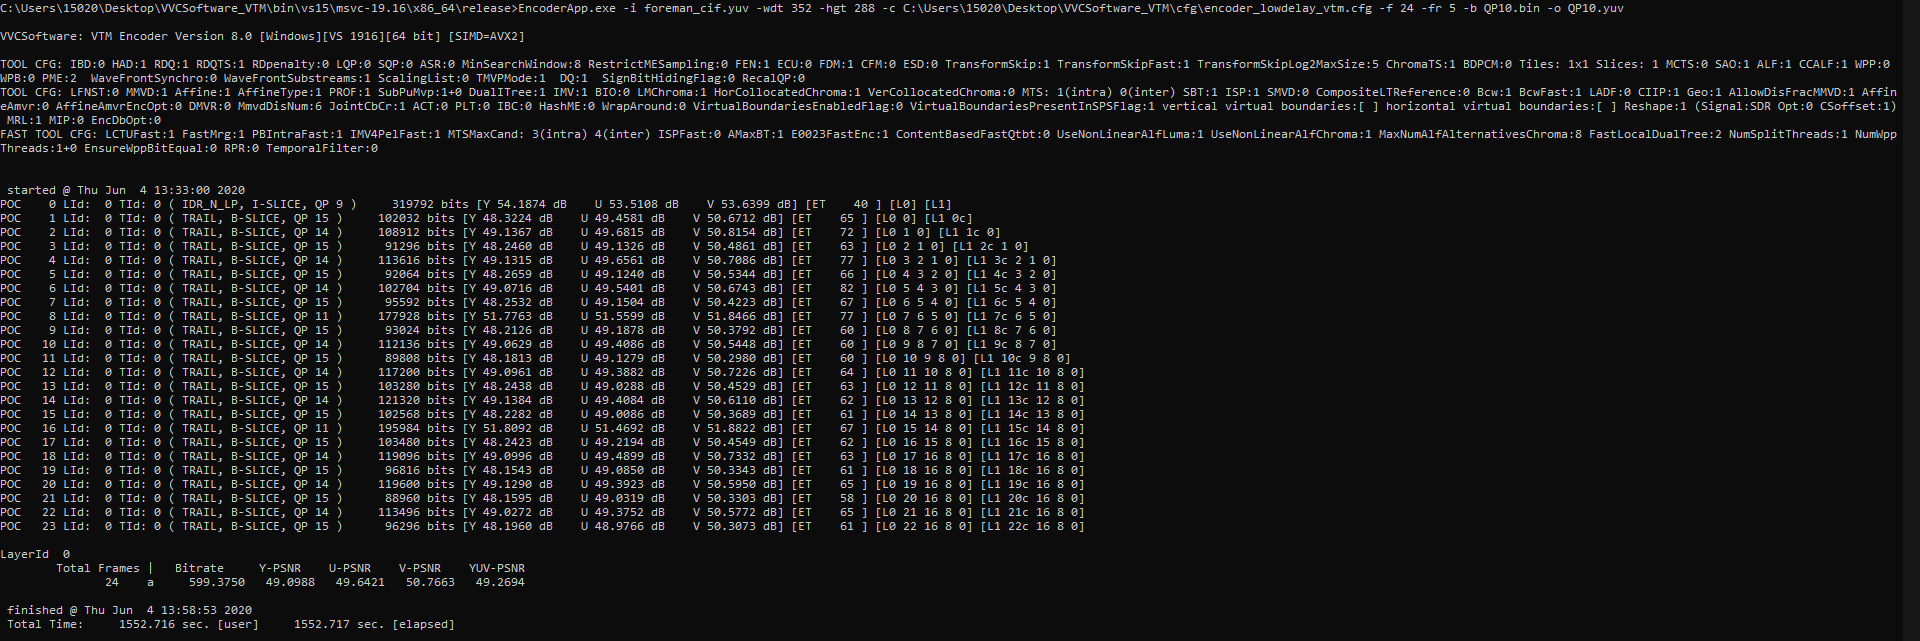 C:\Users\15020\Desktop\VVCSoftware_VTM\bin\vs15\msvc-19.16\x86_64\release>EncoderApp.exe -i foreman_cif.yuv -wdt 352 -hgt 288 -c C:\Users\15020\Desktop\VVCSoftware_VTM\cfg\encoder_lowdelay_vtm.cfg -f 24 -fr 5 -b QP10.bin -o QP10.yuv
VVCSoftware: VTM Encoder Version 8.0 [Windows][VS 1916][64 bit] [SIMD=AVX2]
TOOL CFG: IBD:0 HAD:1 RDQ:1 RDQTS:1 RDpenalty:0 LQP:0 SQP:0 ASR:0 MinSearchWindow:8 RestrictMESampling:0 FEN:1 ECU:0 FDM:1 CFM:0 ESD:0 TransformSkip:1 TransformSkipFast:1 TransformSkipLog2MaxSize:5 ChromaTS:1 BDPCM:0 Tiles: 1x1 Slices: 1 MCTS:0 SAO:1 ALF:1 CCALF:1 WPP:0
WPB:0 PME:2  WaveFrontSynchro:0 WaveFrontSubstreams:1 ScalingList:0 TMVPMode:1  DQ:1  SignBitHidingFlag:0 RecalQP:0
TOOL CFG: LFNST:0 MMVD:1 Affine:1 AffineType:1 PROF:1 SubPuMvp:1+0 DualITree:1 IMV:1 BIO:0 LMChroma:1 HorCollocatedChroma:1 VerCollocatedChroma:0 MTS: 1(intra) 0(inter) SBT:1 ISP:1 SMVD:0 CompositeLTReference:0 Bcw:1 BcwFast:1 LADF:0 CIIP:1 Geo:1 AllowDisFracMMVD:1 Affin
eAmvr:0 AffineAmvrEncOpt:0 DMVR:0 MmvdDisNum:6 JointCbCr:1 ACT:0 PLT:0 IBC:0 HashME:0 WrapAround:0 VirtualBoundariesEnabledFlag:0 VirtualBoundariesPresentInSPSFlag:1 vertical virtual boundaries:[ ] horizontal virtual boundaries:[ ] Reshape:1 (Signal:SDR Opt:0 CSoffset:1)
MRL:1 MIP:0 EncDbOpt:0
FAST TOOL CFG: LCTUFast:1 FastMrg:1 PBIntraFast:1 IMV4PelFast:1 MTSMaxCand: 3(intra) 4(inter) ISPFast:0 AMaxBT:1 E0023FastEnc:1 ContentBasedFastQtbt:0 UseNonLinearAlfLuma:1 UseNonLinearAlfChroma:1 MaxNumAlfAlternativesChroma:8 FastLocalDualTree:2 NumSplitThreads:1 NumWpp
Threads:1+0 EnsureWppBitEqual:0 RPR:0 TemporalFilter:0
started @ Thu Jun  4 13:33:00 2020
POC    0 LId:  0 TId: 0 ( IDR_N_LP, I-SLICE, QP 9 )     319792 bits [Y 54.1874 dB    U 53.5108 dB    V 53.6399 dB] [ET    40 ] [L0] [L1]
POC    1 LId:  0 TId: 0 ( TRAIL, B-SLICE, QP 15 )     102032 bits [Y 48.3224 dB    U 49.4581 dB    V 50.6712 dB] [ET    65 ] [L0 0] [L1 0c]
POC    2 LId:  0 TId: 0 ( TRAIL, B-SLICE, QP 14 )     108912 bits [Y 49.1367 dB    U 49.6815 dB    V 50.8154 dB] [ET    72 ] [L0 1 0] [L1 1c 0]
POC    3 LId:  0 TId: 0 ( TRAIL, B-SLICE, QP 15 )      91296 bits [Y 48.2460 dB    U 49.1326 dB    V 50.4861 dB] [ET    63 ] [L0 2 1 0] [L1 2c 1 0]
POC    4 LId:  0 TId: 0 ( TRAIL, B-SLICE, QP 14 )     113616 bits [Y 49.1315 dB    U 49.6561 dB    V 50.7086 dB] [ET    77 ] [L0 3 2 1 0] [L1 3c 2 1 0]
POC    5 LId:  0 TId: 0 ( TRAIL, B-SLICE, QP 15 )      92064 bits [Y 48.2659 dB    U 49.1240 dB    V 50.5344 dB] [ET    66 ] [L0 4 3 2 0] [L1 4c 3 2 0]
POC    6 LId:  0 TId: 0 ( TRAIL, B-SLICE, QP 14 )     102704 bits [Y 49.0716 dB    U 49.5401 dB    V 50.6743 dB] [ET    82 ] [L0 5 4 3 0] [L1 5c 4 3 0]
POC    7 LId:  0 TId: 0 ( TRAIL, B-SLICE, QP 15 )      95592 bits [Y 48.2532 dB    U 49.1504 dB    V 50.4223 dB] [ET    67 ] [L0 6 5 4 0] [L1 6c 5 4 0]
POC    8 LId:  0 TId: 0 ( TRAIL, B-SLICE, QP 11 )     177928 bits [Y 51.7763 dB    U 51.5599 dB    V 51.8466 dB] [ET    77 ] [L0 7 6 5 0] [L1 7c 6 5 0]
POC    9 LId:  0 TId: 0 ( TRAIL, B-SLICE, QP 15 )      93024 bits [Y 48.2126 dB    U 49.1878 dB    V 50.3792 dB] [ET    60 ] [L0 8 7 6 0] [L1 8c 7 6 0]
POC   10 LId:  0 TId: 0 ( TRAIL, B-SLICE, QP 14 )     112136 bits [Y 49.0629 dB    U 49.4086 dB    V 50.5448 dB] [ET    60 ] [L0 9 8 7 0] [L1 9c 8 7 0]
POC   11 LId:  0 TId: 0 ( TRAIL, B-SLICE, QP 15 )      89808 bits [Y 48.1813 dB    U 49.1279 dB    V 50.2980 dB] [ET    60 ] [L0 10 9 8 0] [L1 10c 9 8 0]
POC   12 LId:  0 TId: 0 ( TRAIL, B-SLICE, QP 14 )     117200 bits [Y 49.0961 dB    U 49.3882 dB    V 50.7226 dB] [ET    64 ] [L0 11 10 8 0] [L1 11c 10 8 0]
POC   13 LId:  0 TId: 0 ( TRAIL, B-SLICE, QP 15 )     103280 bits [Y 48.2438 dB    U 49.0288 dB    V 50.4529 dB] [ET    63 ] [L0 12 11 8 0] [L1 12c 11 8 0]
POC   14 LId:  0 TId: 0 ( TRAIL, B-SLICE, QP 14 )     121320 bits [Y 49.1384 dB    U 49.4084 dB    V 50.6110 dB] [ET    62 ] [L0 13 12 8 0] [L1 13c 12 8 0]
POC   15 LId:  0 TId: 0 ( TRAIL, B-SLICE, QP 15 )     102568 bits [Y 48.2282 dB    U 49.0086 dB    V 50.3689 dB] [ET    61 ] [L0 14 13 8 0] [L1 14c 13 8 0]
POC   16 LId:  0 TId: 0 ( TRAIL, B-SLICE, QP 11 )     195984 bits [Y 51.8092 dB    U 51.4692 dB    V 51.8822 dB] [ET    67 ] [L0 15 14 8 0] [L1 15c 14 8 0]
POC   17 LId:  0 TId: 0 ( TRAIL, B-SLICE, QP 15 )     103480 bits [Y 48.2423 dB    U 49.2194 dB    V 50.4549 dB] [ET    62 ] [L0 16 15 8 0] [L1 16c 15 8 0]
POC   18 LId:  0 TId: 0 ( TRAIL, B-SLICE, QP 14 )     119096 bits [Y 49.0996 dB    U 49.4899 dB    V 50.7332 dB] [ET    63 ] [L0 17 16 8 0] [L1 17c 16 8 0]
POC   19 LId:  0 TId: 0 ( TRAIL, B-SLICE, QP 15 )      96816 bits [Y 48.1543 dB    U 49.0850 dB    V 50.3343 dB] [ET    61 ] [L0 18 16 8 0] [L1 18c 16 8 0]
POC   20 LId:  0 TId: 0 ( TRAIL, B-SLICE, QP 14 )     119600 bits [Y 49.1290 dB    U 49.3923 dB    V 50.5950 dB] [ET    65 ] [L0 19 16 8 0] [L1 19c 16 8 0]
POC   21 LId:  0 TId: 0 ( TRAIL, B-SLICE, QP 15 )      88960 bits [Y 48.1595 dB    U 49.0319 dB    V 50.3303 dB] [ET    58 ] [L0 20 16 8 0] [L1 20c 16 8 0]
POC   22 LId:  0 TId: 0 ( TRAIL, B-SLICE, QP 14 )     113496 bits [Y 49.0272 dB    U 49.3752 dB    V 50.5772 dB] [ET    65 ] [L0 21 16 8 0] [L1 21c 16 8 0]
POC   23 LId:  0 TId: 0 ( TRAIL, B-SLICE, QP 15 )      96296 bits [Y 48.1960 dB    U 48.9766 dB    V 50.3073 dB] [ET    61 ] [L0 22 16 8 0] [L1 22c 16 8 0]
LayerId  0
Total Frames |   Bitrate     Y-PSNR    U-PSNR    V-PSNR    YUV-PSNR
24    a     599.3750   49.0988   49.6421   50.7663   49.2694
finished @ Thu Jun  4 13:58:53 2020
Total Time:     1552.716 sec. [user]     1552.717 sec. [elapsed]